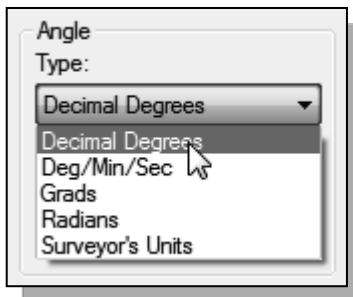 Angle
Type:
Decimal Degrees
Decimal Degrees
Deg/Min/Sec
Grads
Radians
Surveyor's Units